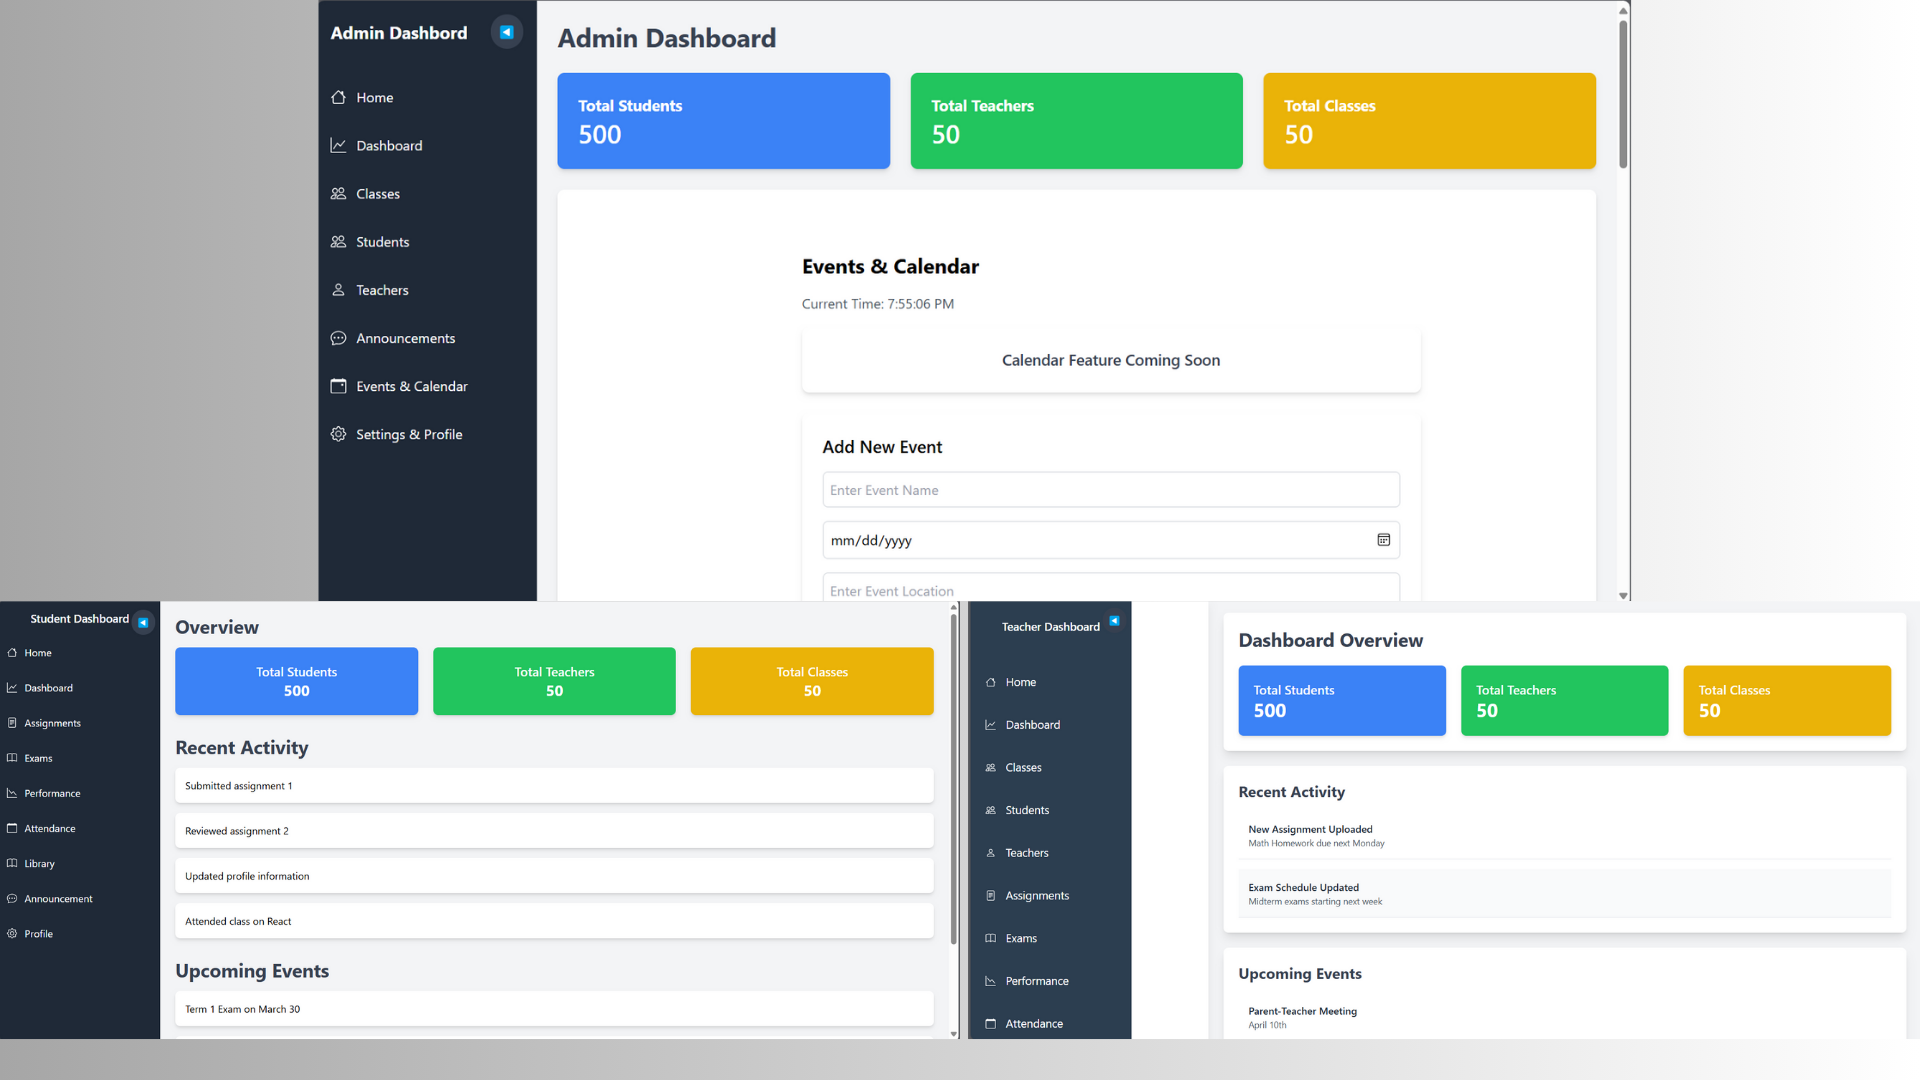 Admin Dashbord
Home
Dashboard
Classes
Students
Teachers
Announcements
Events & Calendar
Settings & Profile
Admin Dashboard
Total Students
500
Total Teachers
50
Total Classes
50
Events & Calendar
Current Time: 7:55:06 PM
Calendar Feature Coming Soon
Add New Event
Enter Event Name
mm/dd/yyyy
Enter Event Location
Student Dashboard
Home
Dashboard
Assignments
Exams
Performance
Attendance
Library
Announcement
Profile
Overview
Total Students
500
Total Teachers
50
Total Classes
50
Recent Activity
Submitted assignment 1
Reviewed assignment 2
Updated profile information
Attended class on React
Upcoming Events
Term 1 Exam on March 30
Teacher Dashboard
Home
Dashboard
Classes
Students
Teachers
Assignments
Exams
Performance
Attendance
Dashboard Overview
Total Students
500
Total Teachers
50
Total Classes
50
Recent Activity
New Assignment Uploaded
Math Homework due next Monday
Exam Schedule Updated
Midterm exams starting next week
Upcoming Events
Parent-Teacher Meeting
April 10th